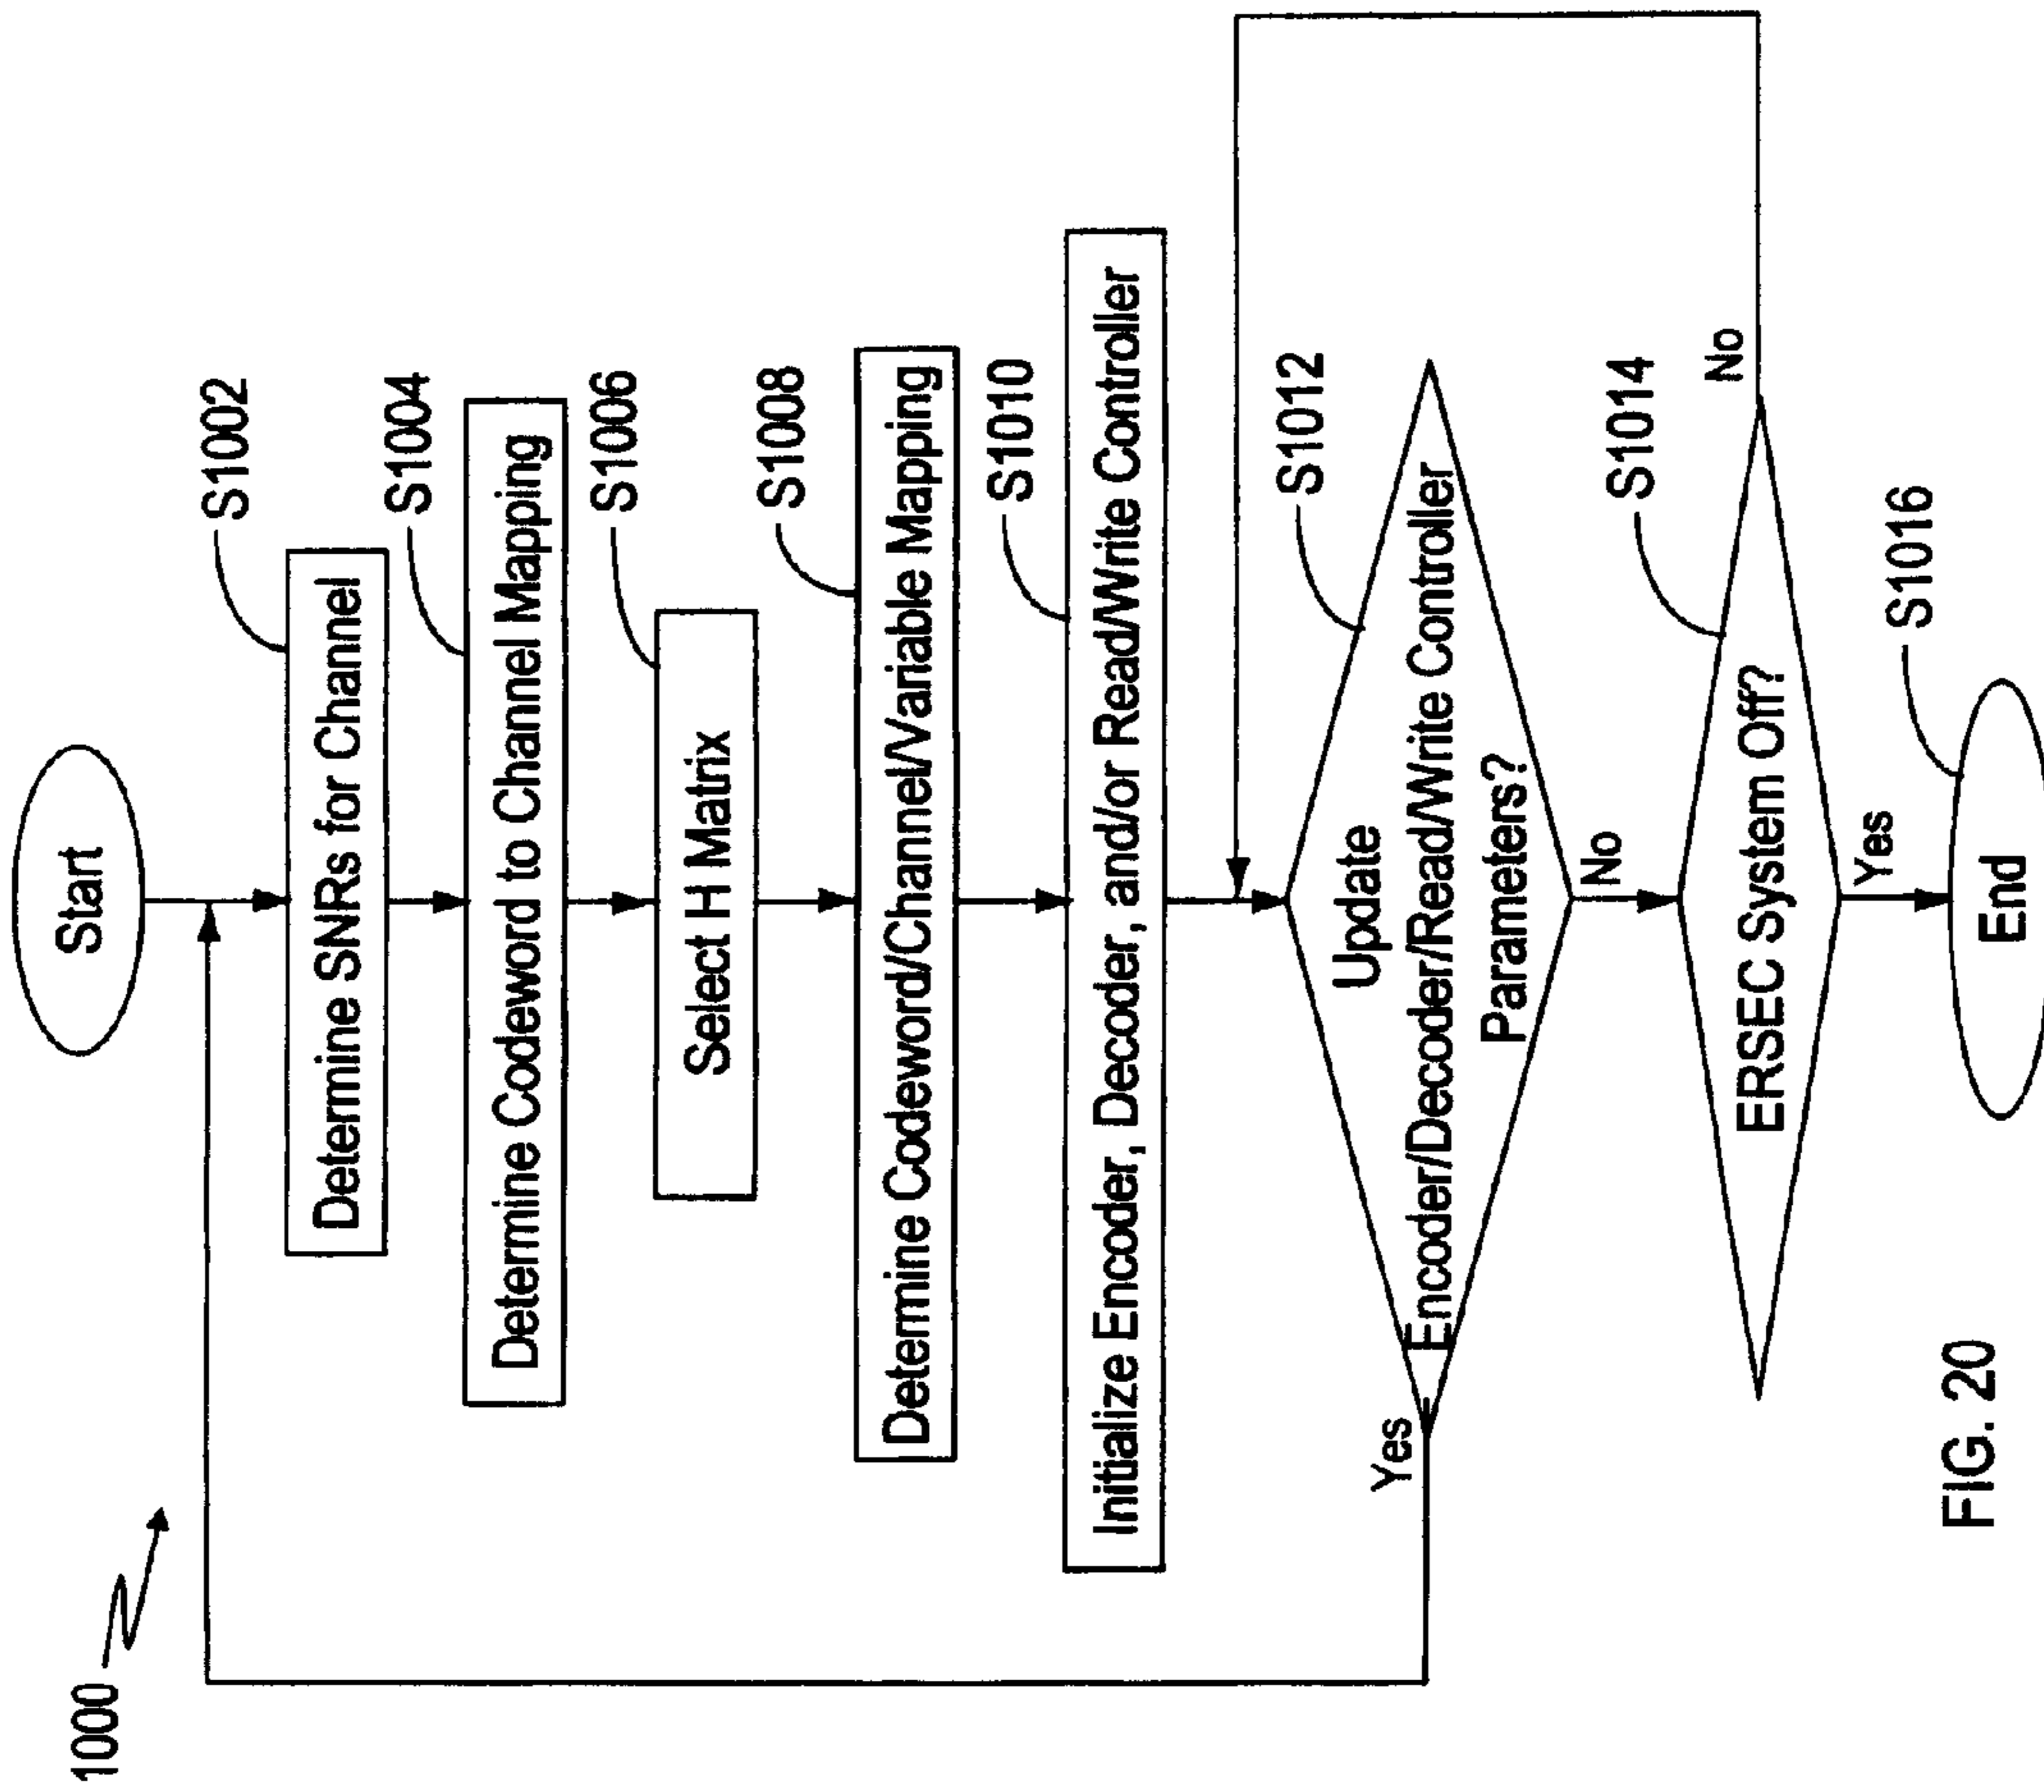 1000
Start
S1002
Determine SNRs for Channel
S1004
Determine Codeword to Channel Mapping
S1006
Select H Matrix
S1008
Determine Codeword/Channel/Variable Mapping
S1010
Initialize Encoder, Decoder, and/or Read/Write Controller
S1012
Update
Encoder/Decoder/Read/Write Controller
Parameters?
Yes
No
S1014
ERSEC System Off?
No
Yes
S1016
End
FIG. 20